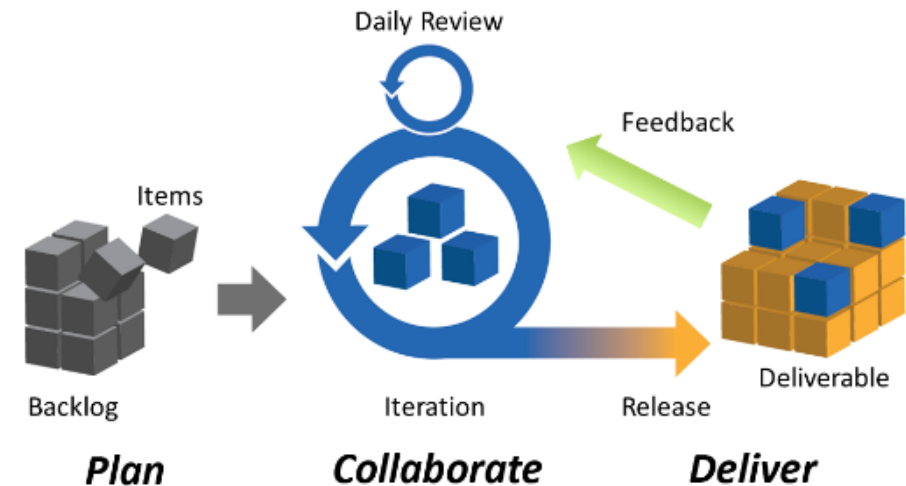 Daily Review
Feedback
Items
Deliverable
Backlog
Iteration
Release
Plan
Collaborate
Deliver